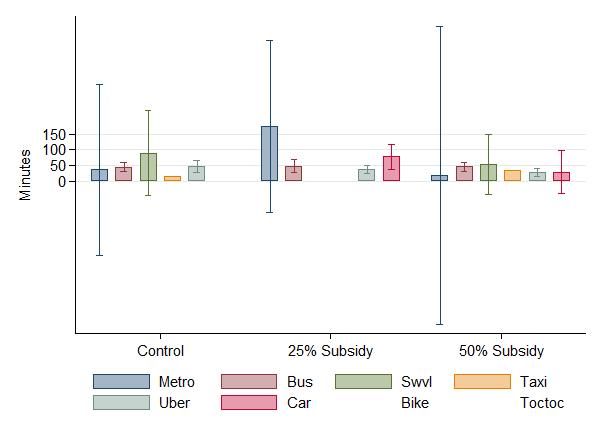 150
100
50
0
Minutes
Control 25% Subsidy 50% Subsidy
Metro Bus Swvl Taxi
Uber Car Bike Toctoc